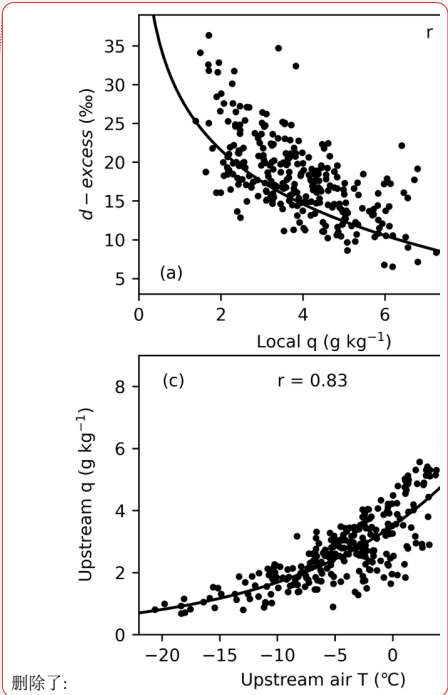 35
r
30
25
20
15
10
5
d − excess (‰)
(a)
0
2
4
6
Local q (g kg⁻¹)
(c)
r = 0.83
8
6
4
2
0
Upstream q (g kg⁻¹)
−20
−15
−10
−5
0
Upstream air T (℃)
删除了: